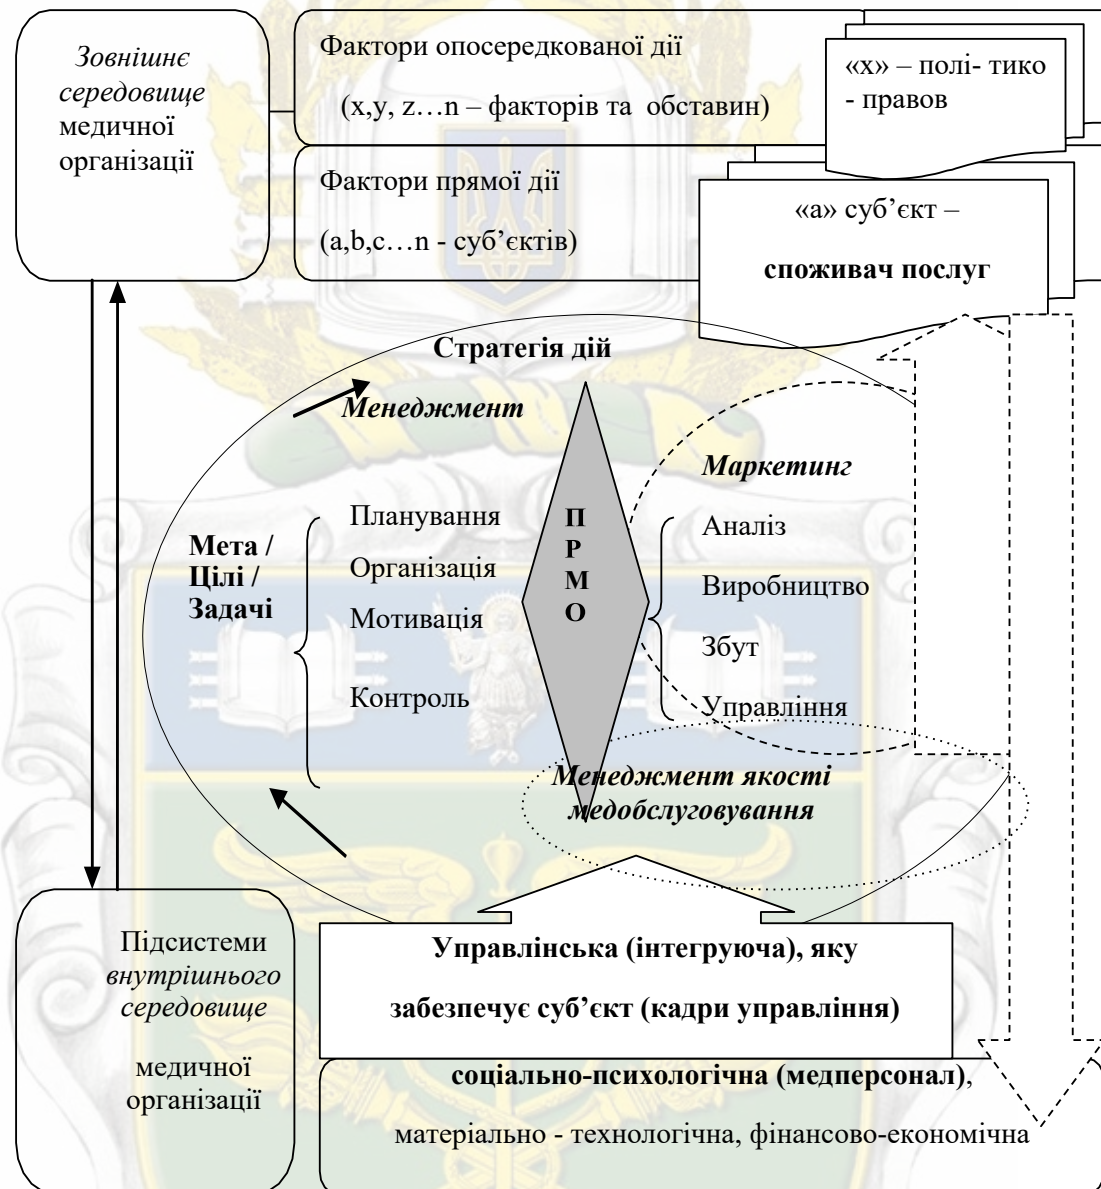 Зовнішнє
середовище
медичної
організації
Фактори опосередкованої дії
(x,y, z…n – факторів та обставин)
«х» – полі- тико
- правов
Фактори прямої дії
(a,b,c…n - суб’єктів)
«а» суб’єкт –
споживач послуг
Стратегія дій
Менеджмент
Мета /
Цілі /
Задачі
Планування
Організація
Мотивація
Контроль
П
Р
М
О
Маркетинг
Аналіз
Виробництво
Збут
Управління
Менеджмент якості
медобслуговування
Підсистеми
внутрішнього
середовище
медичної
організації
Управлінська (інтегруюча), яку
забезпечує суб’єкт (кадри управління)
соціально-психологічна (медперсонал),
матеріально - технологічна, фінансово-економічна